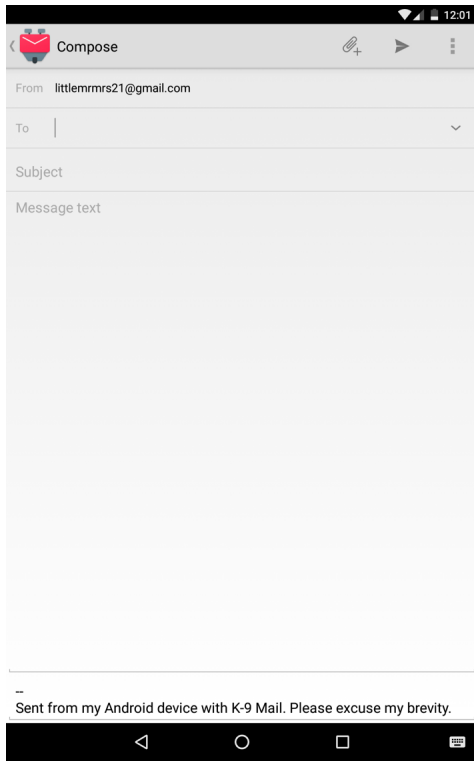 12:01
Compose
From littlemrmrs21@gmail.com
To
Subject
Message text
--
Sent from my Android device with K-9 Mail. Please excuse my brevity.